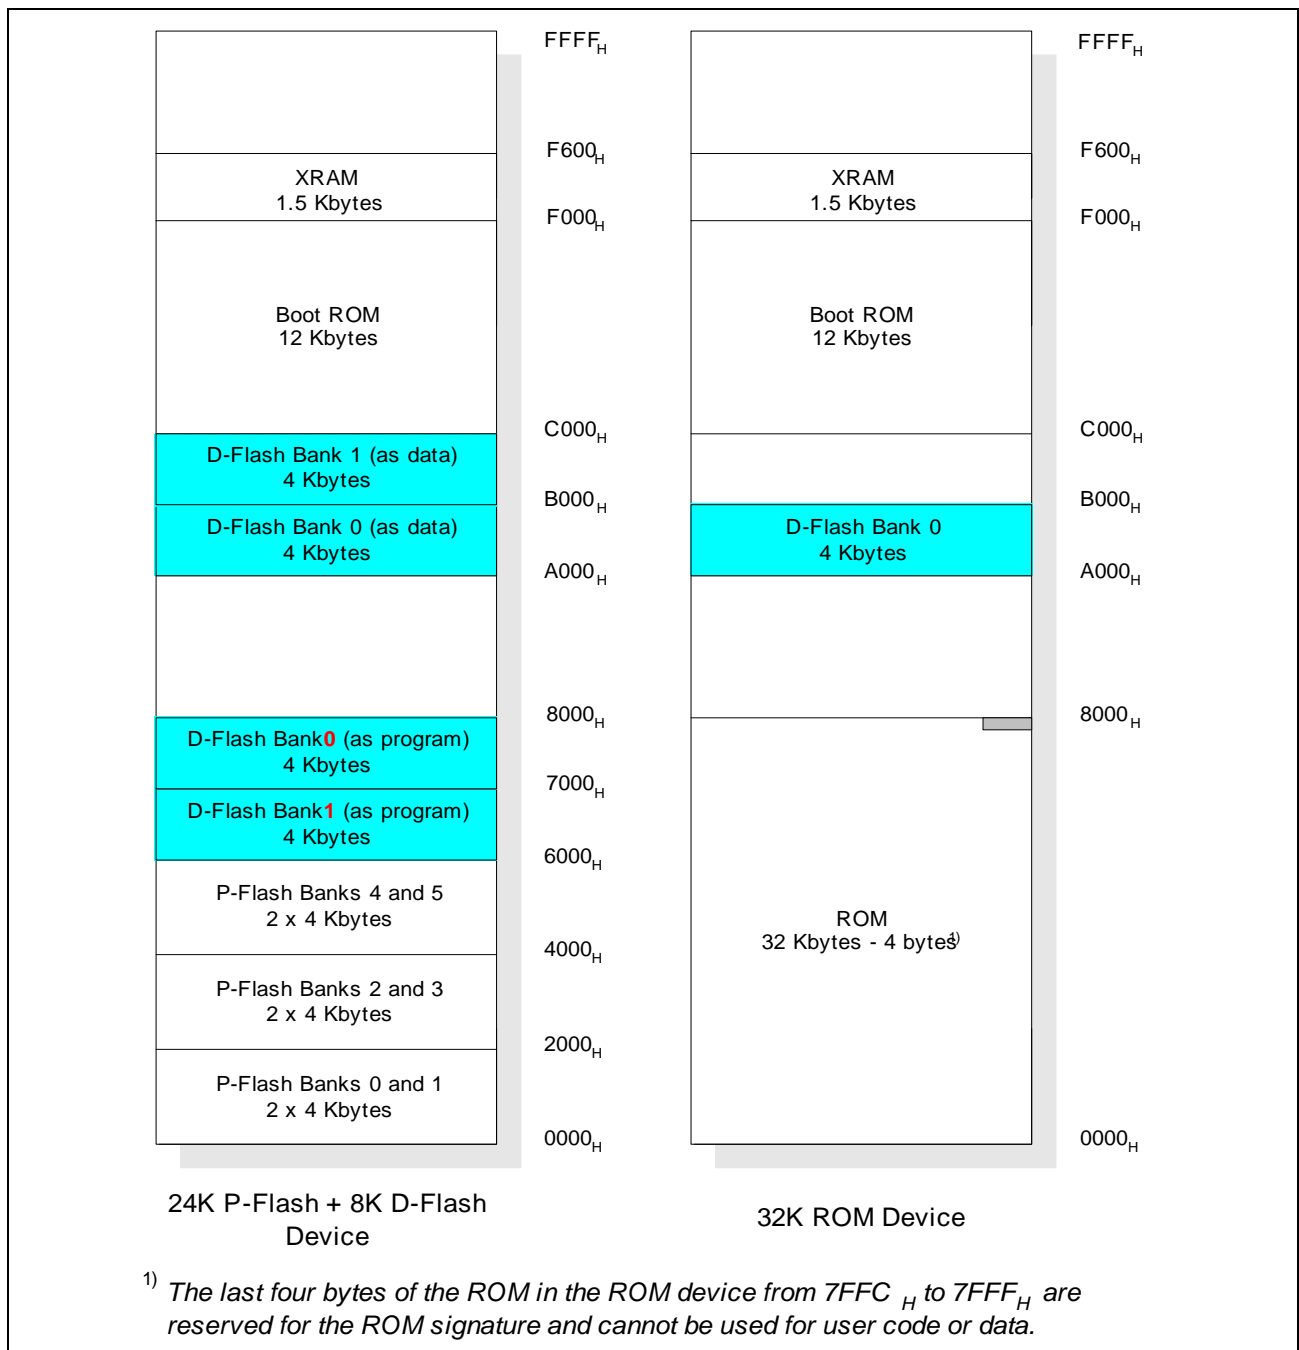 FFFFH
XRAM
1.5 Kbytes
F600H
F000H
Boot ROM
12 Kbytes
C000H
D-Flash Bank 1 (as data)
4 Kbytes
B000H
D-Flash Bank 0 (as data)
4 Kbytes
A000H
8000H
D-Flash Bank0 (as program)
4 Kbytes
7000H
D-Flash Bank1 (as program)
4 Kbytes
6000H
P-Flash Banks 4 and 5
2 x 4 Kbytes
4000H
P-Flash Banks 2 and 3
2 x 4 Kbytes
2000H
P-Flash Banks 0 and 1
2 x 4 Kbytes
0000H
24K P-Flash + 8K D-Flash
Device
FFFFH
F600H
XRAM
1.5 Kbytes
F000H
Boot ROM
12 Kbytes
C000H
B000H
D-Flash Bank 0
4 Kbytes
A000H
8000H
ROM
32 Kbytes - 4 bytes1)
0000H
32K ROM Device
1) The last four bytes of the ROM in the ROM device from 7FFC H to 7FFFH are
reserved for the ROM signature and cannot be used for user code or data.